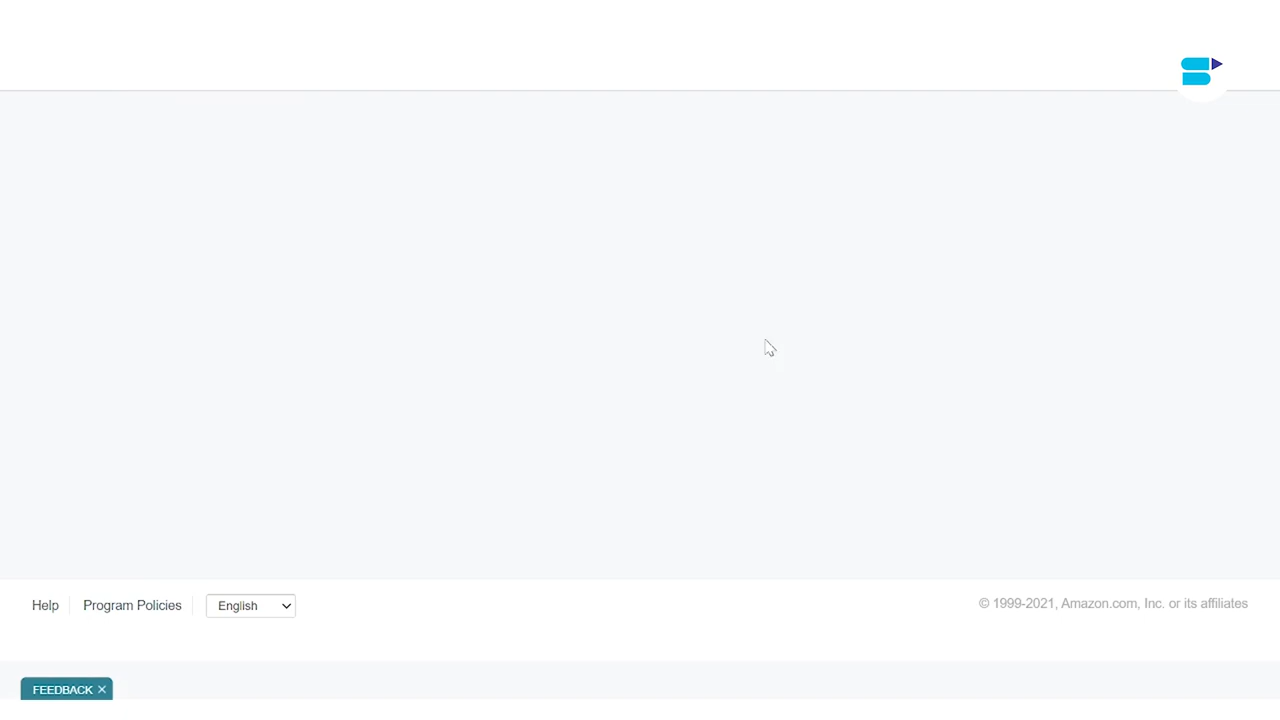 Help
Program Policies
English
© 1999-2021, Amazon.com, Inc. or its affiliates
FEEDBACK ×